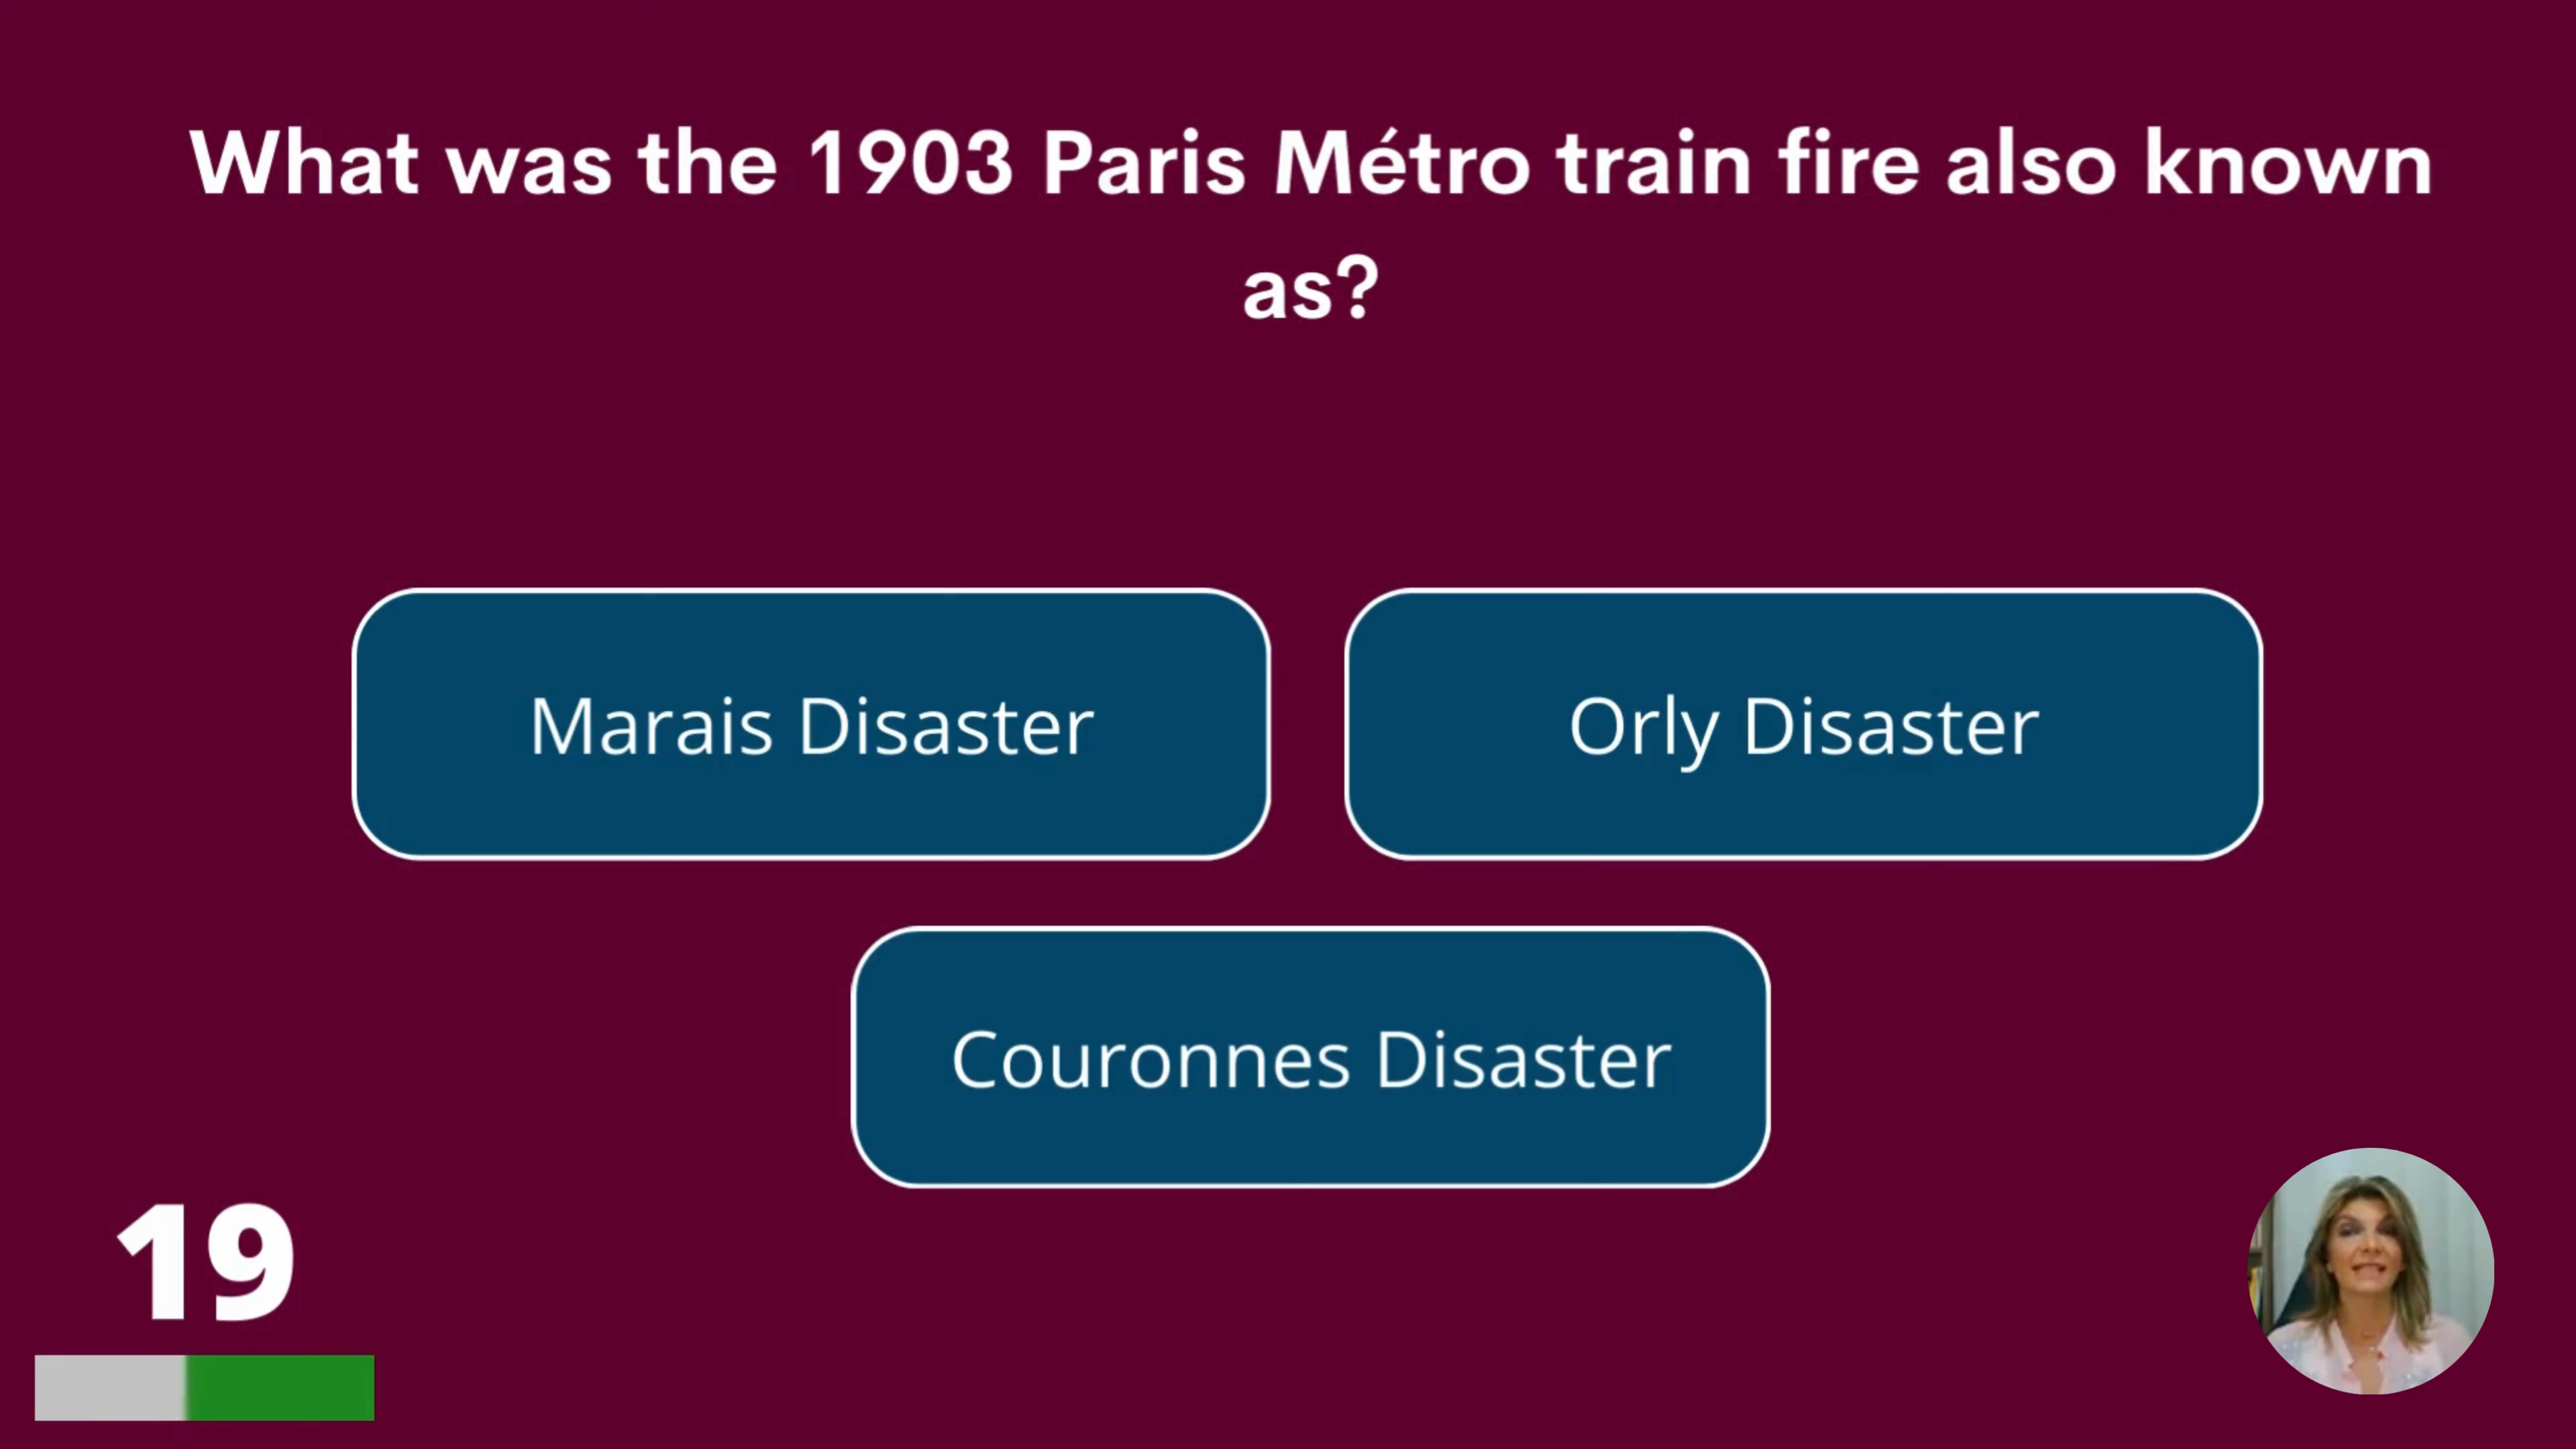 What was the 1903 Paris Métro train fire also known
as?
Marais Disaster
Orly Disaster
Couronnes Disaster
19